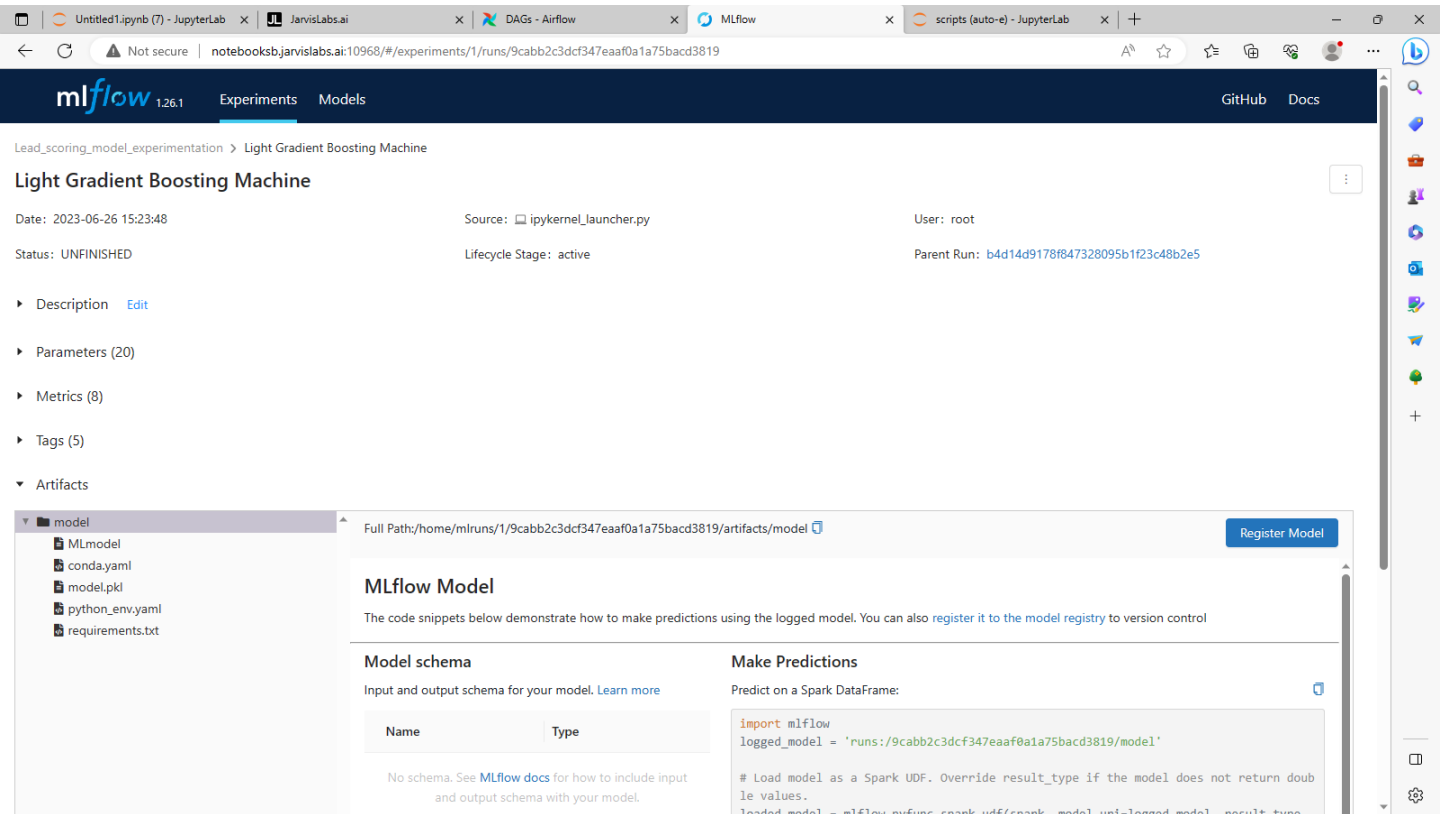 Untitled1.ipynb (7) - JupyterLab
JL JarvisLabs.ai
DAGs - Airflow
MLflow
scripts (auto-e) - JupyterLab
Not secure
notebooksb.jarvislabs.ai:10968/#/experiments/1/runs/9cabb2c3dcf347eaaf0a1a75bacd3819
mlflow 1.26.1
Experiments
Models
GitHub
Docs
Lead_scoring_model_experimentation > Light Gradient Boosting Machine
Light Gradient Boosting Machine
Date: 2023-06-26 15:23:48
Source: ipykernel_launcher.py
User: root
Status: UNFINISHED
Lifecycle Stage: active
Parent Run: b4d14d9178f847328095b1f23c48b2e5
Description Edit
Parameters (20)
Metrics (8)
Tags (5)
Artifacts
model
MLmodel
conda.yaml
model.pkl
python_env.yaml
requirements.txt
Full Path:/home/mlruns/1/9cabb2c3dcf347eaaf0a1a75bacd3819/artifacts/model
Register Model
MLflow Model
The code snippets below demonstrate how to make predictions using the logged model. You can also register it to the model registry to version control
Model schema
Input and output schema for your model. Learn more
Name
Type
No schema. See MLflow docs for how to include input
and output schema with your model.
Make Predictions
Predict on a Spark DataFrame:
import mlflow
logged_model = 'runs:/9cabb2c3dcf347eaaf0a1a75bacd3819/model'
# Load model as a Spark UDF. Override result_type if the model does not return doub
le values.
loaded_model = mlflow.pyfunc.spark_udf(spark, model_uri=logged_model, result_type